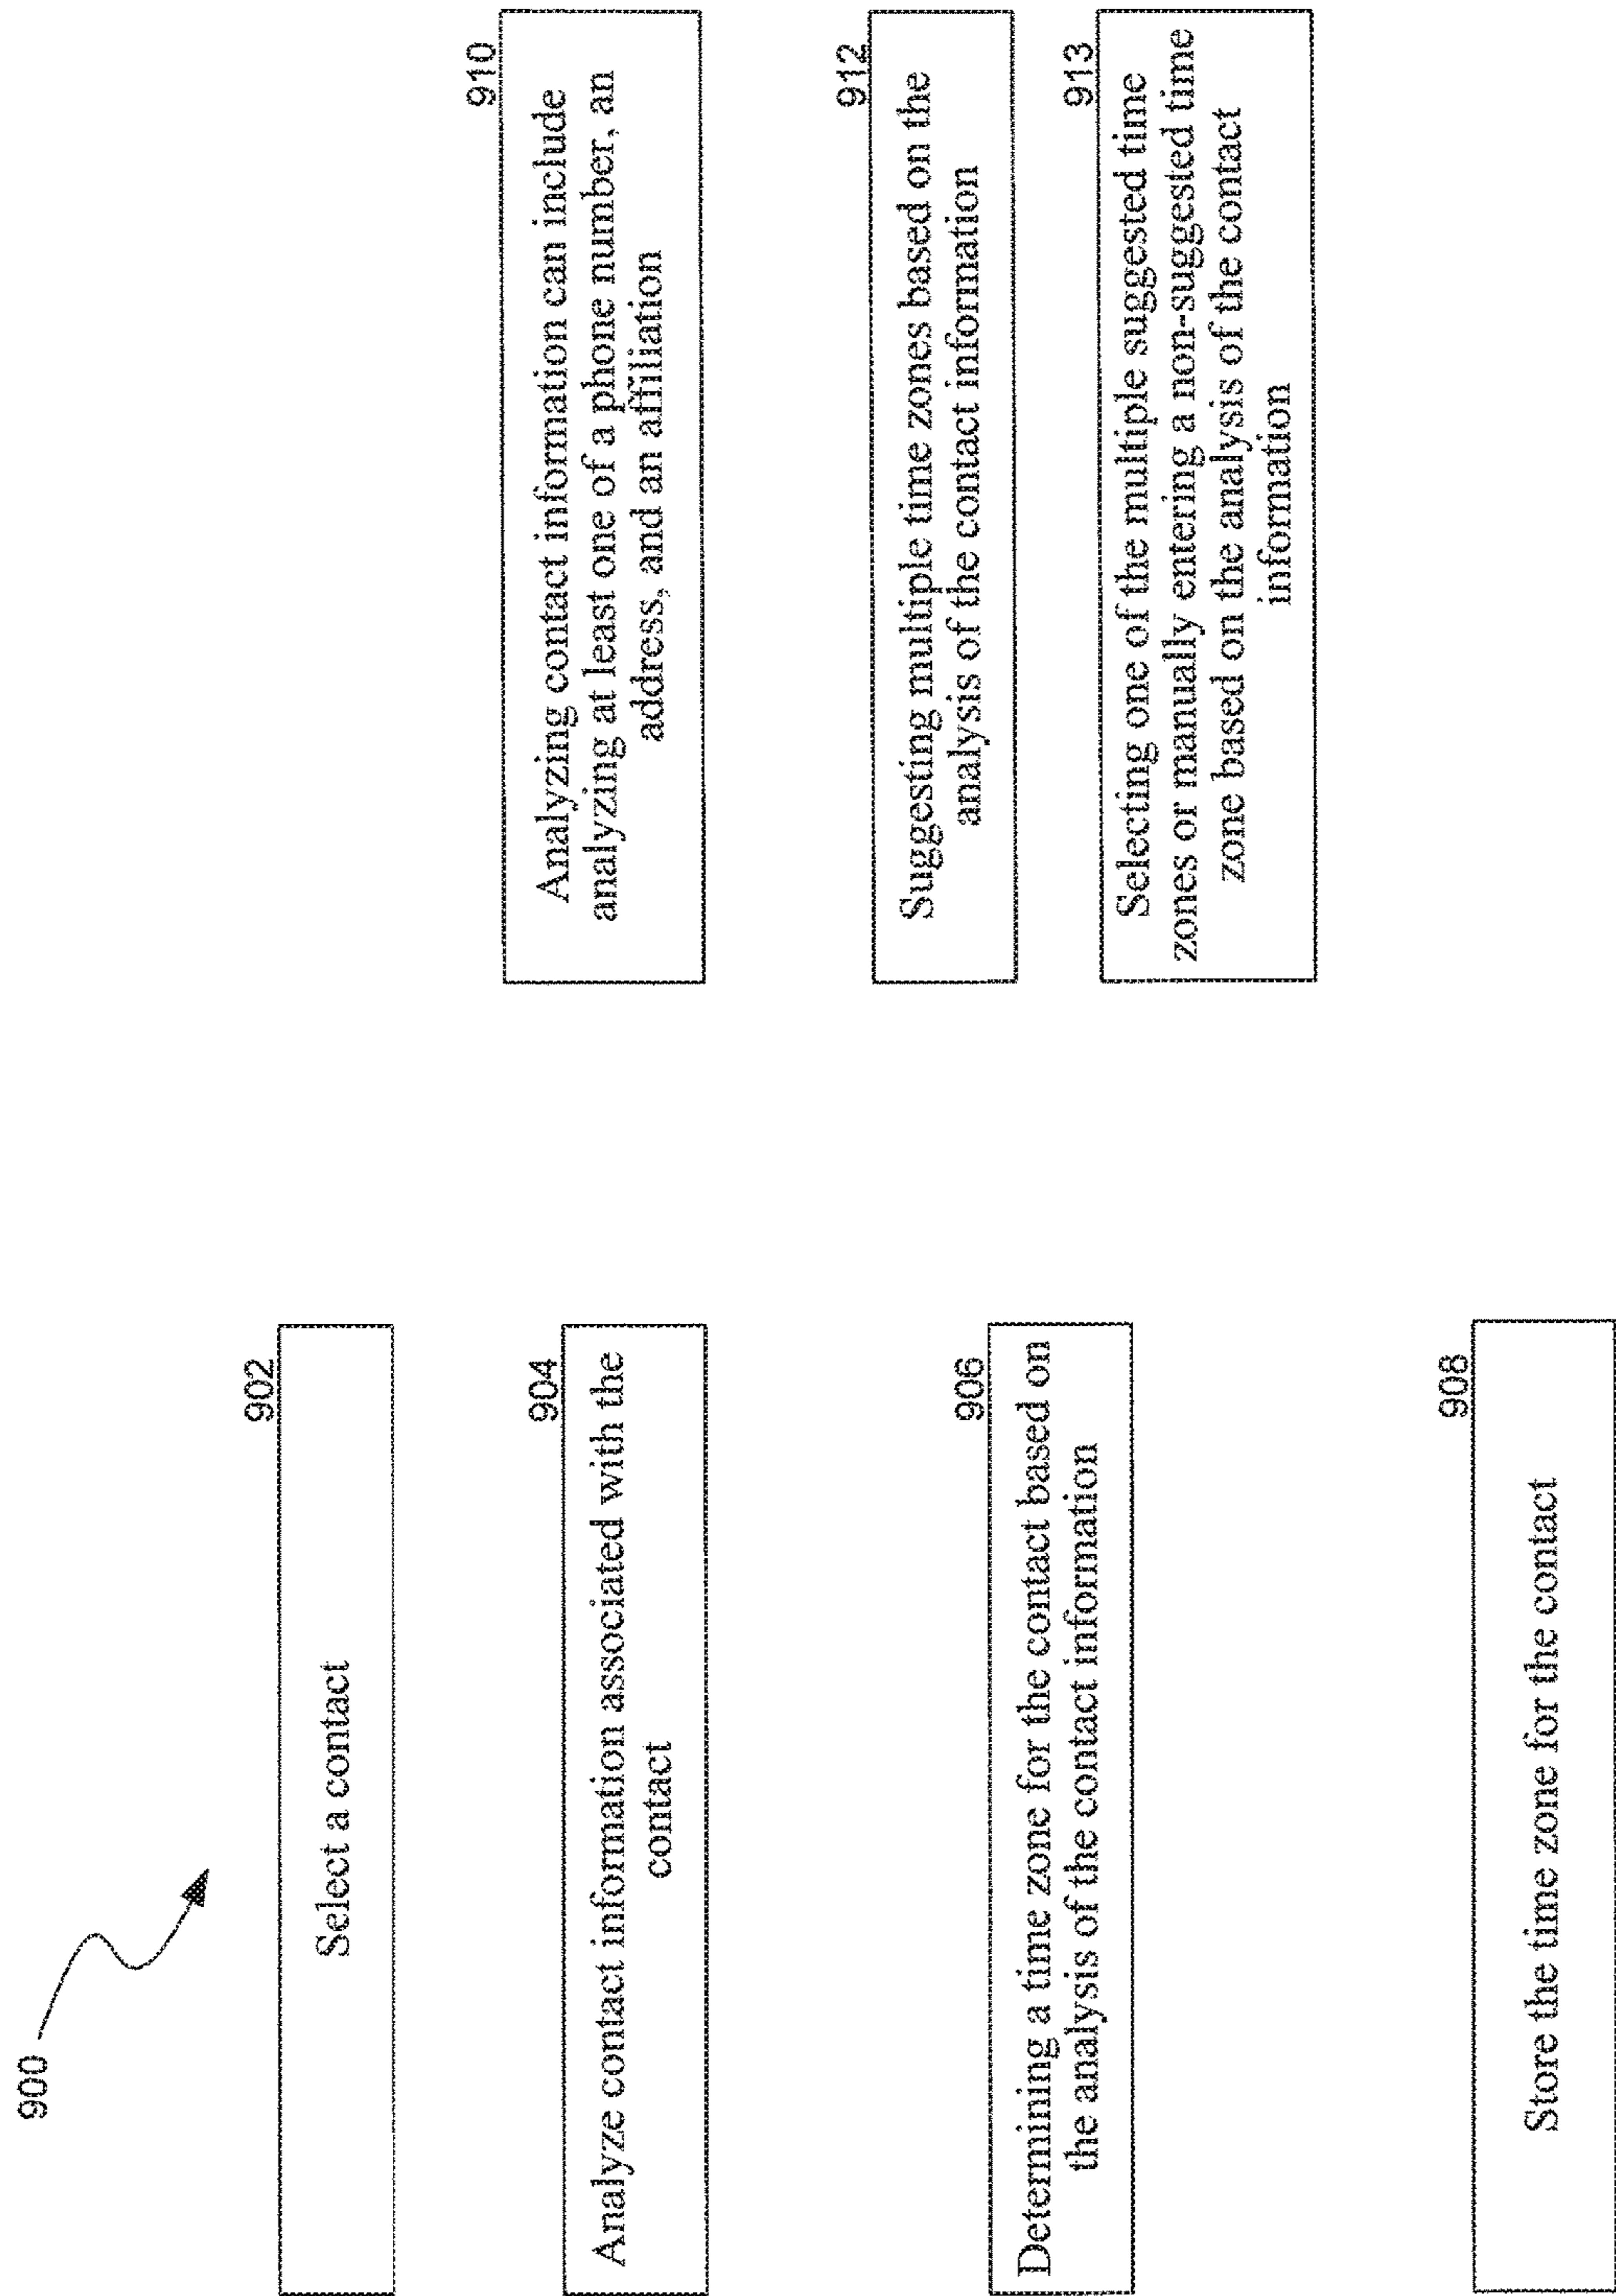 900
902
Select a contact
904
Analyze contact information associated with the
contact
906
Determining a time zone for the contact based on
the analysis of the contact information
908
Store the time zone for the contact
910
Analyzing contact information can include
analyzing at least one of a phone number, an
address, and an affiliation
912
Suggesting multiple time zones based on the
analysis of the contact information
913
Selecting one of the multiple suggested time
zones or manually entering a non-suggested time
zone based on the analysis of the contact
information